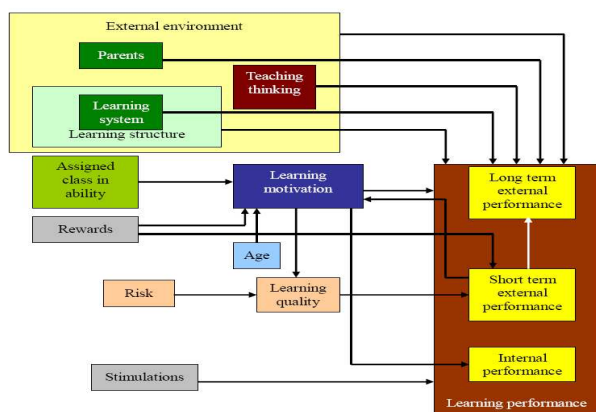 External environment
Parents
Teaching
thinking
Learning
system
Learning structure
Assigned
class in
ability
Learning
motivation
Long term
external
performance
Rewards
Age
Risk
Learning
quality
Short term
external
performance
Internal
performance
Stimulations
Learning performance